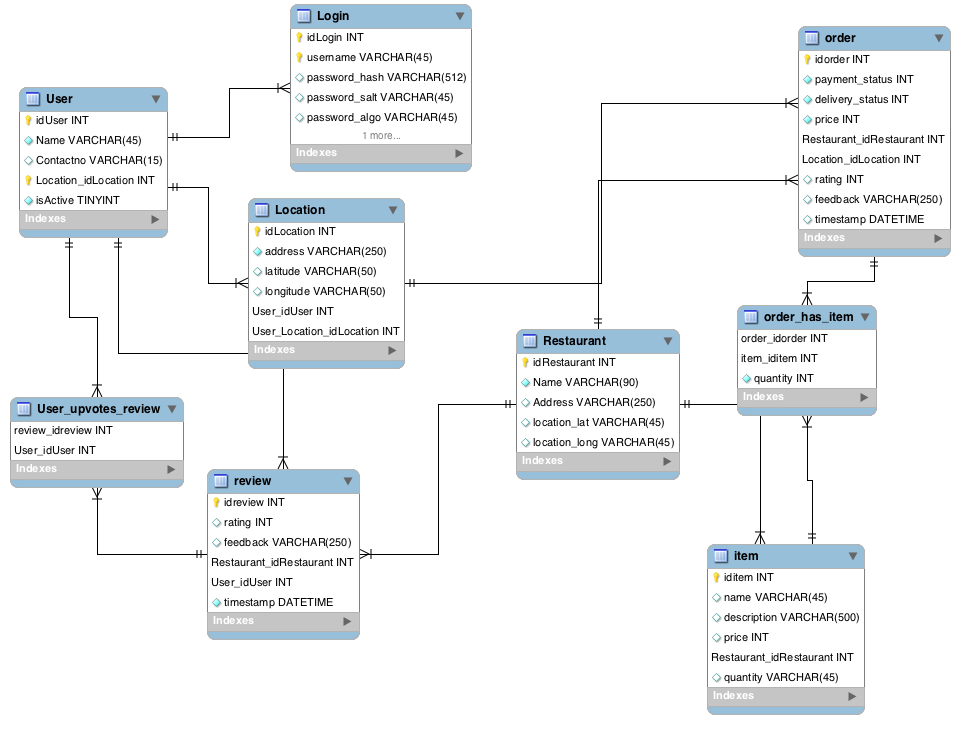 Login
idLogin INT
username VARCHAR(45)
password_hash VARCHAR(512)
password_salt VARCHAR(45)
password_algo VARCHAR(45)
1 more...
Indexes
order
idorder INT
payment_status INT
delivery_status INT
price INT
Restaurant_idRestaurant INT
Location_idLocation INT
rating INT
feedback VARCHAR(250)
timestamp DATETIME
Indexes
User
idUser INT
Name VARCHAR(45)
Contactno VARCHAR(15)
Location_idLocation INT
isActive TINYINT
Indexes
Location
idLocation INT
address VARCHAR(250)
latitude VARCHAR(50)
longitude VARCHAR(50)
User_idUser INT
User_Location_idLocation INT
Indexes
order_has_item
order_idorder INT
item_iditem INT
quantity INT
Indexes
Restaurant
idRestaurant INT
Name VARCHAR(90)
Address VARCHAR(250)
location_lat VARCHAR(45)
location_long VARCHAR(45)
Indexes
User_upvotes_review
review_idreview INT
User_idUser INT
Indexes
review
idreview INT
rating INT
feedback VARCHAR(250)
Restaurant_idRestaurant INT
User_idUser INT
timestamp DATETIME
Indexes
item
iditem INT
name VARCHAR(45)
description VARCHAR(500)
price INT
Restaurant_idRestaurant INT
quantity VARCHAR(45)
Indexes